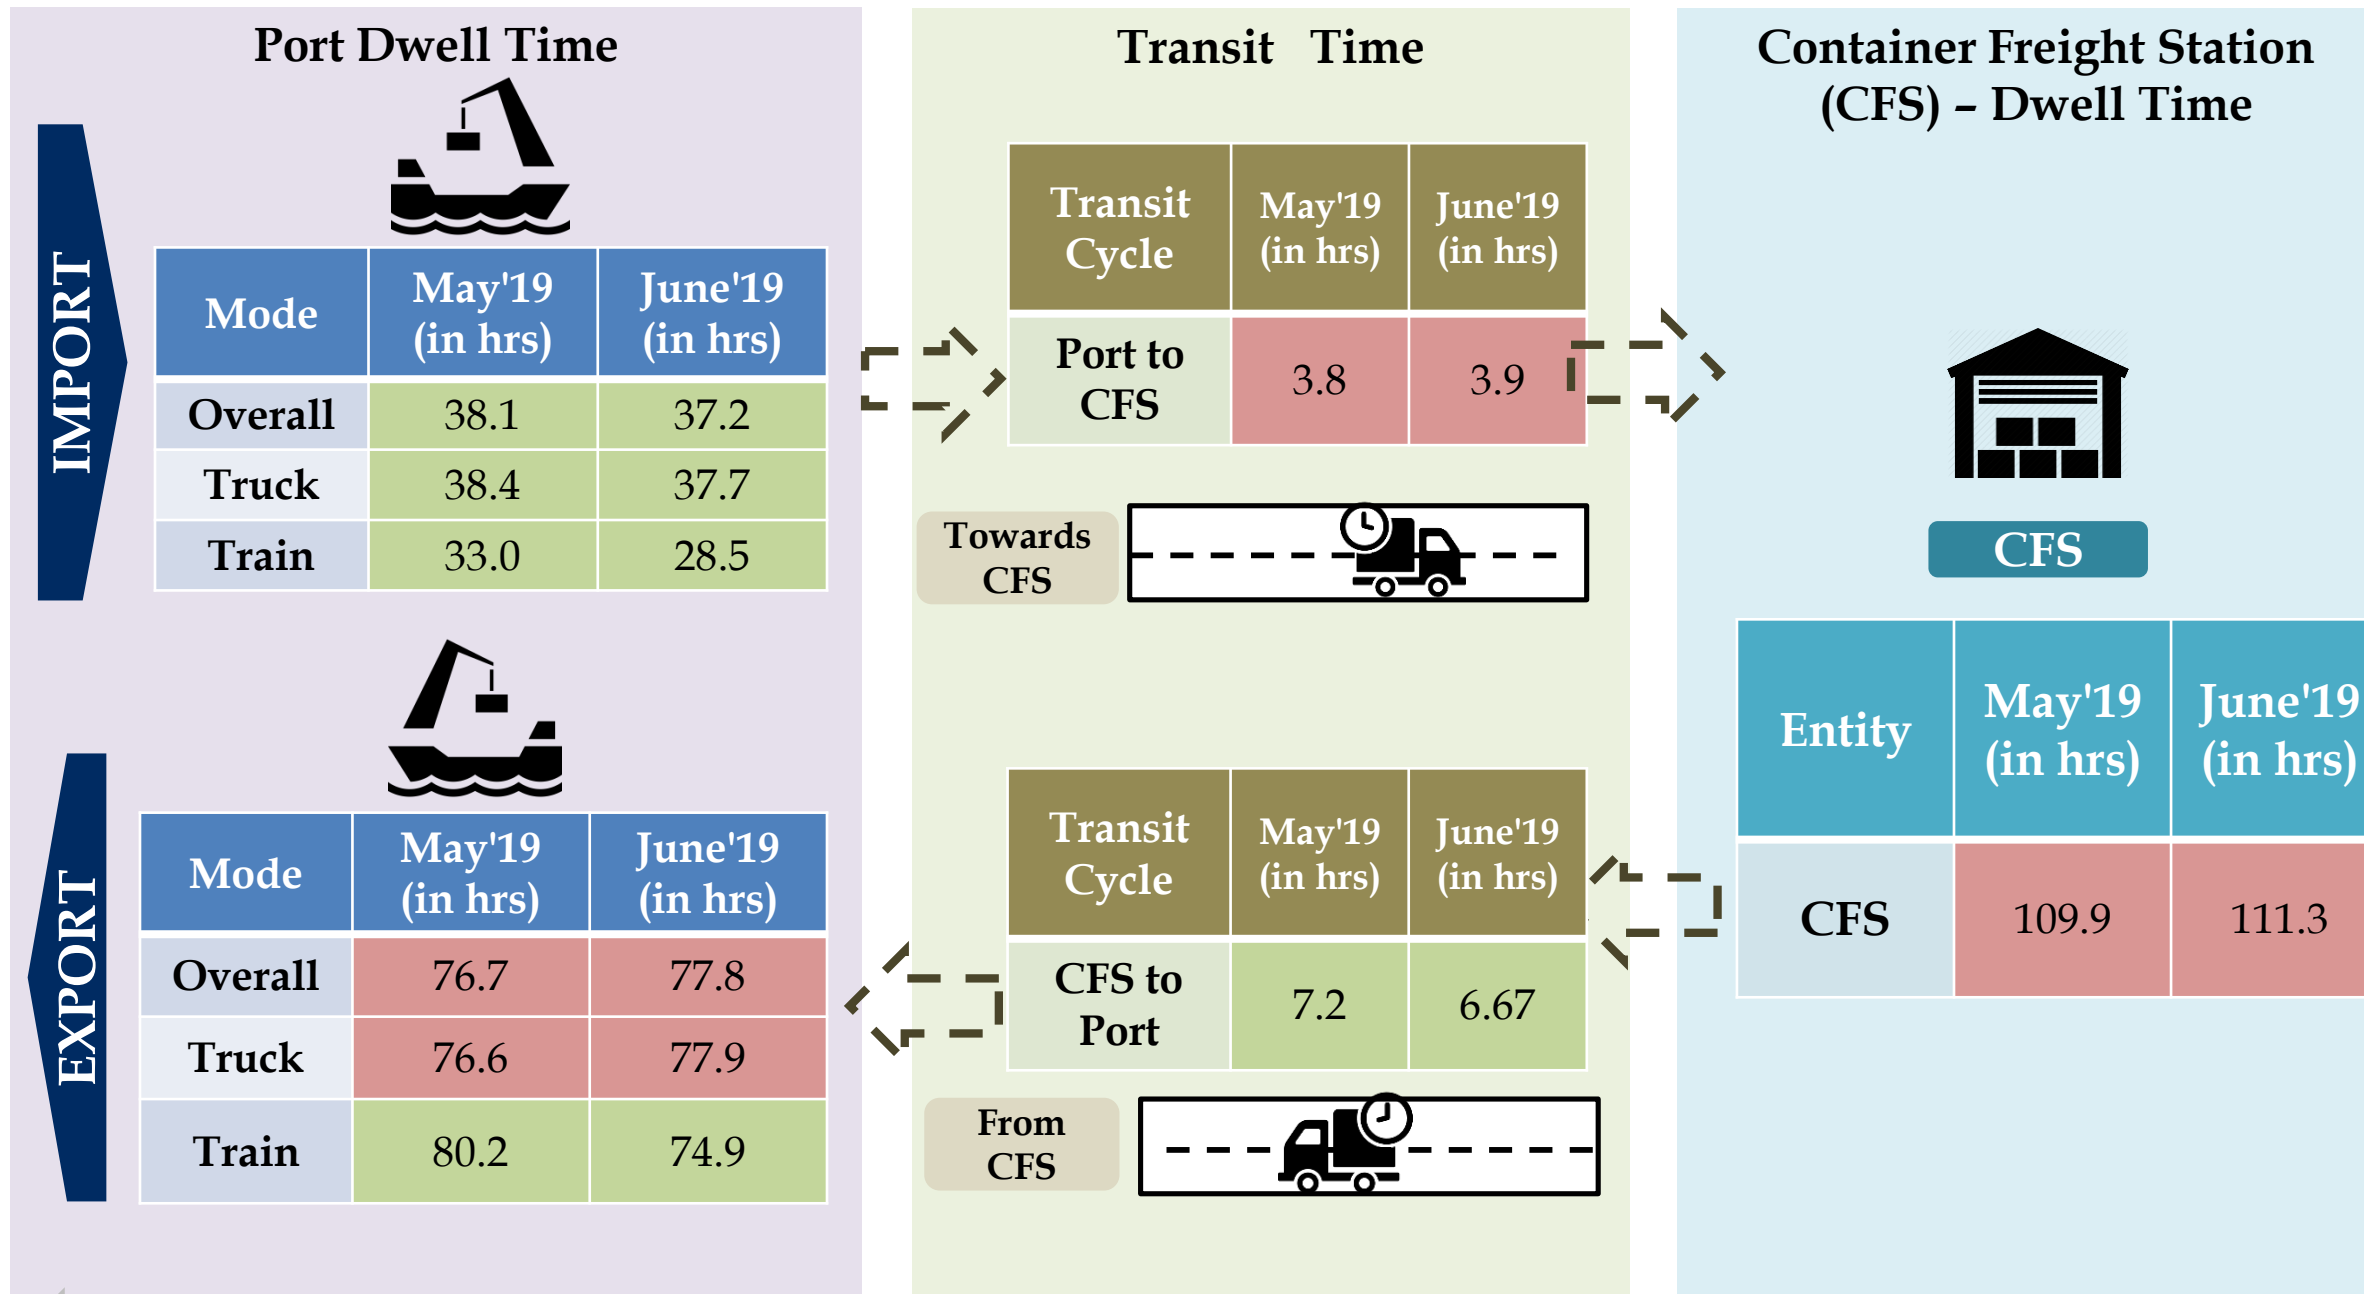 Port Dwell Time
IMPORT
Mode May'19 (in hrs) June'19 (in hrs)
Overall 38.1 37.2
Truck 38.4 37.7
Train 33.0 28.5
EXPORT
Mode May'19 (in hrs) June'19 (in hrs)
Overall 76.7 77.8
Truck 76.6 77.9
Train 80.2 74.9
Transit Time
Transit Cycle May'19 (in hrs) June'19 (in hrs)
Port to CFS 3.8 3.9
Towards
CFS
Transit Cycle May'19 (in hrs) June'19 (in hrs)
CFS to Port 7.2 6.67
From
CFS
Container Freight Station
(CFS) – Dwell Time
CFS
Entity May'19 (in hrs) June'19 (in hrs)
CFS 109.9 111.3